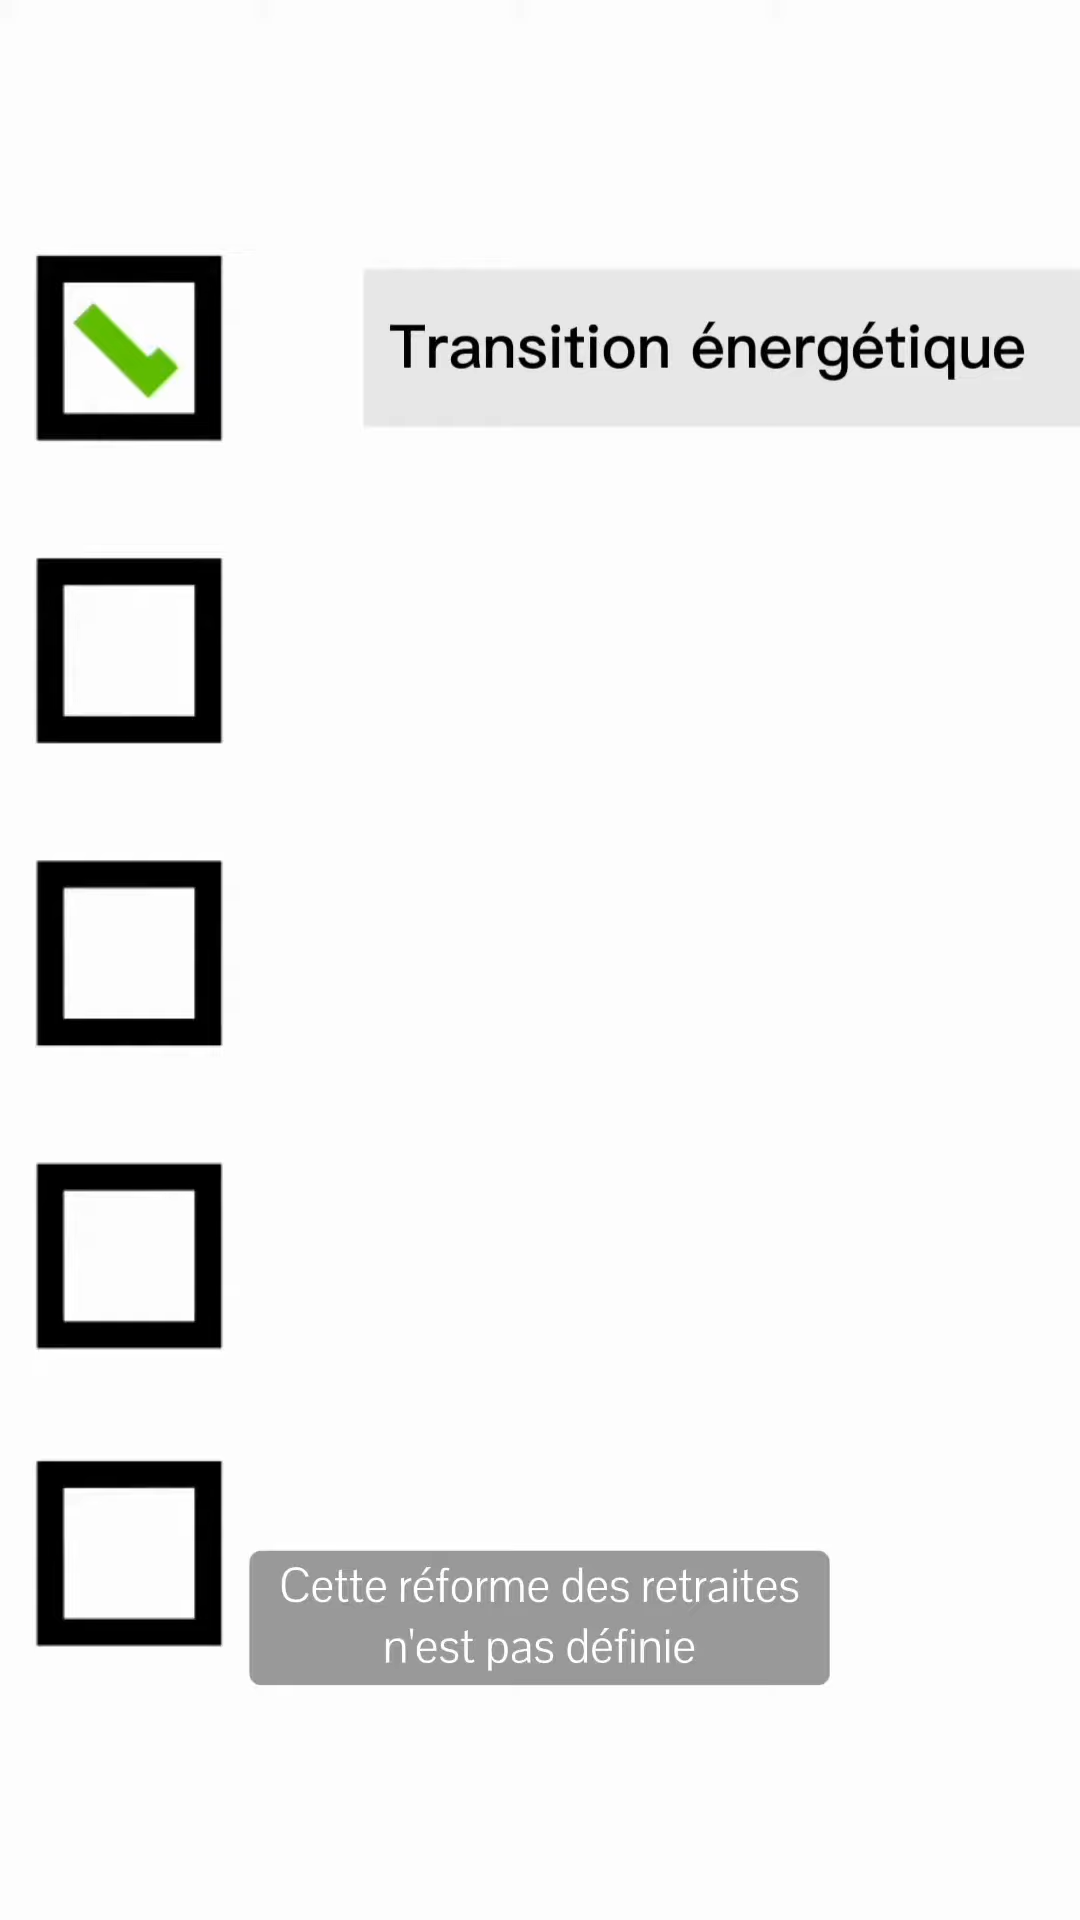 Transition énergétique
Cette réforme des retraites
n'est pas définie